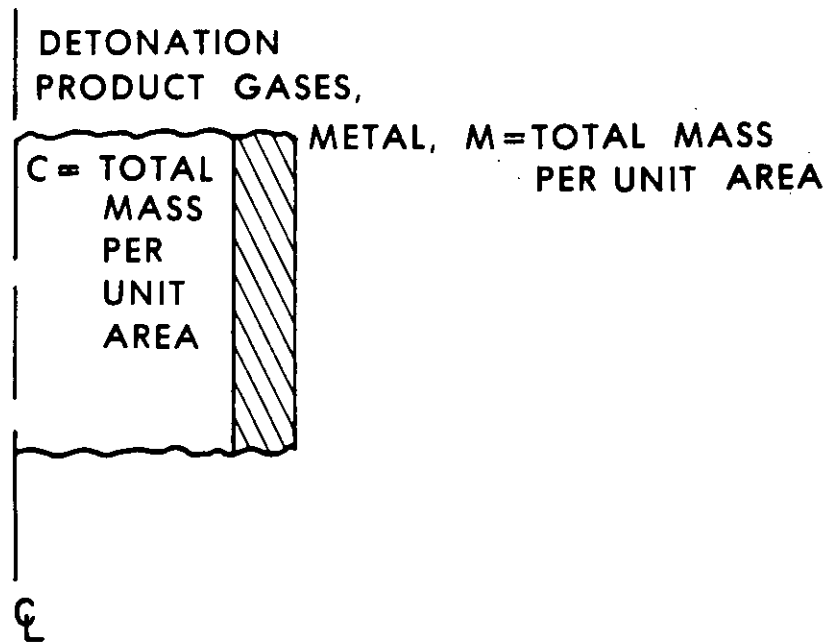 DETONATION
PRODUCT GASES,
METAL, M=TOTAL MASS
PER UNIT AREA
C = TOTAL
MASS
PER
UNIT
AREA
℄